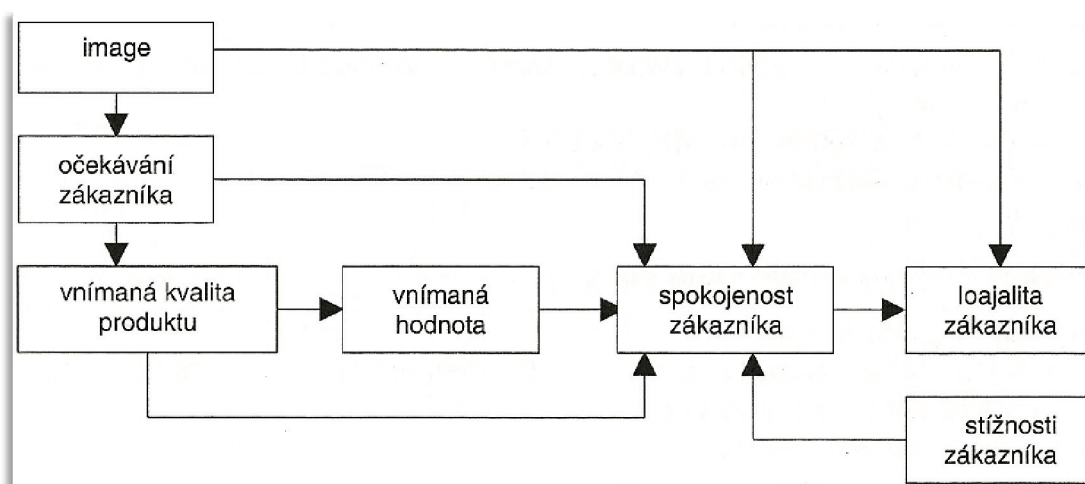 image
očekávání
zákazníka
vnímaná kvalita
produktu
vnímaná
hodnota
spokojenost
zákazníka
loajalita
zákazníka
stížnosti
zákazníka